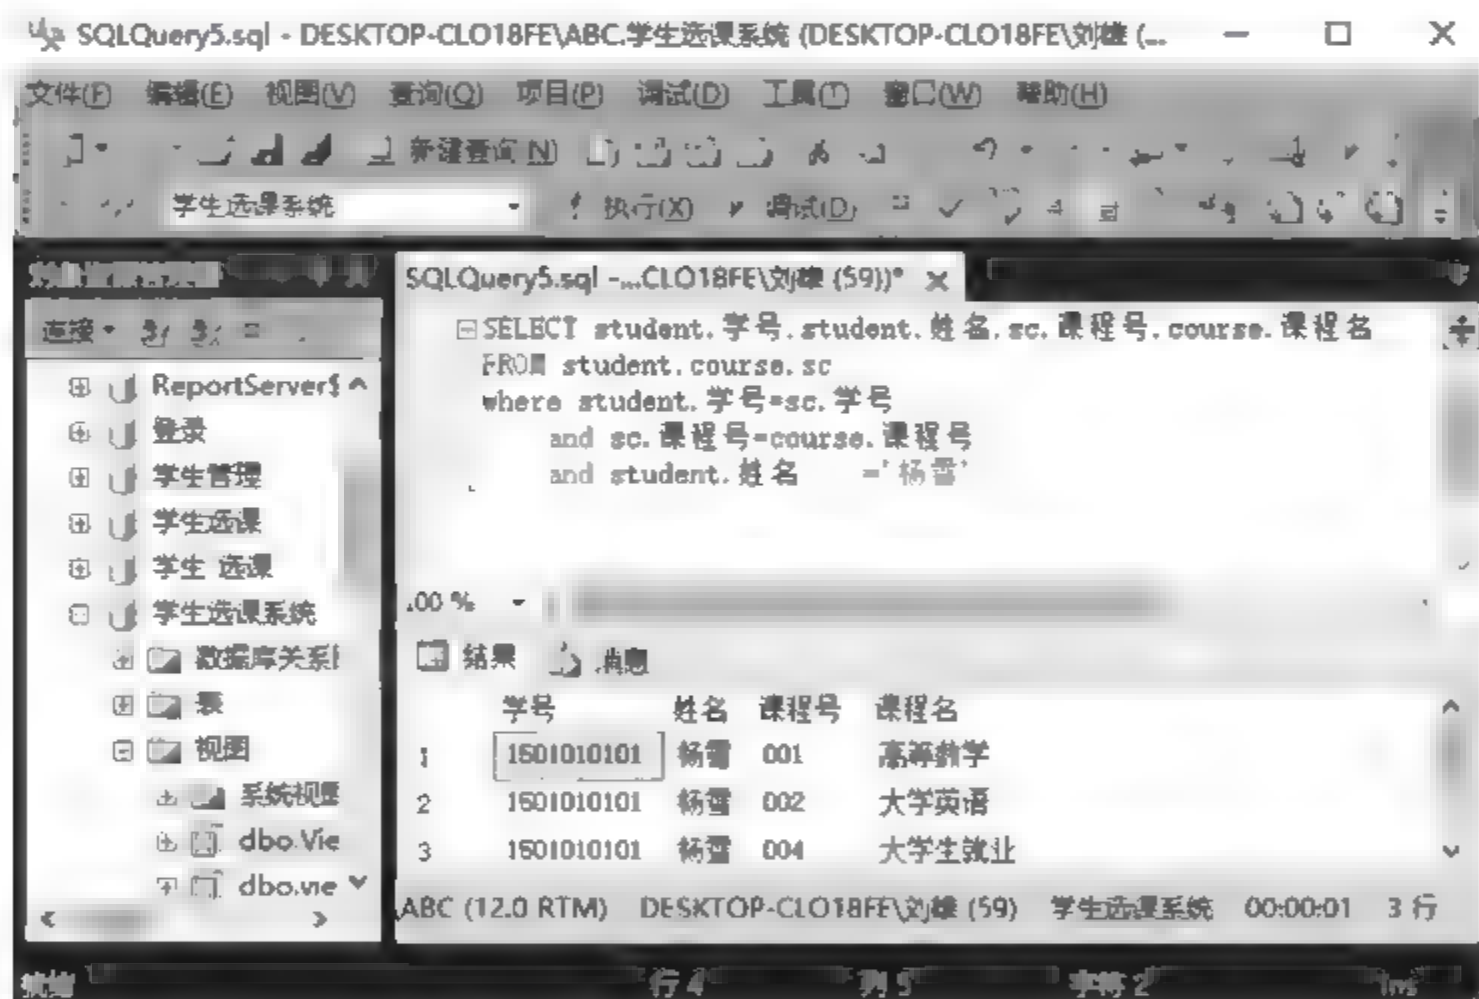 SQLQuery5.sql - DESKTOP-CLO18FE\ABC.学生选课系统 (DESKTOP-CLO18FE\刘雄 (...
文件(F) 编辑(E) 视图(V) 查询(Q) 项目(P) 调试(D) 工具(T) 窗口(W) 帮助(H)
新建查询(N)
学生选课系统 执行(X) 调试(D)
SQLQuery5.sql -...CLO18FE\刘雄 (59))*
连接
ReportServer$
登录
学生管理
学生选课
学生 选课
学生选课系统
数据库关系
表
视图
系统视图
dbo.Vie
dbo.vie
SELECT student.学号,student.姓名,sc.课程号,course.课程名
FROM student,course,sc
where student.学号=sc.学号
and sc.课程号=course.课程号
and student.姓名 ='杨雪'
100 %
结果 消息
学号 姓名 课程号 课程名
1 1501010101 杨雪 001 高等数学
2 1501010101 杨雪 002 大学英语
3 1501010101 杨雪 004 大学生就业
ABC (12.0 RTM) DESKTOP-CLO18FE\刘雄 (59) 学生选课系统 00:00:01 3 行
就绪 行 4 列 5 字符 2 Ins